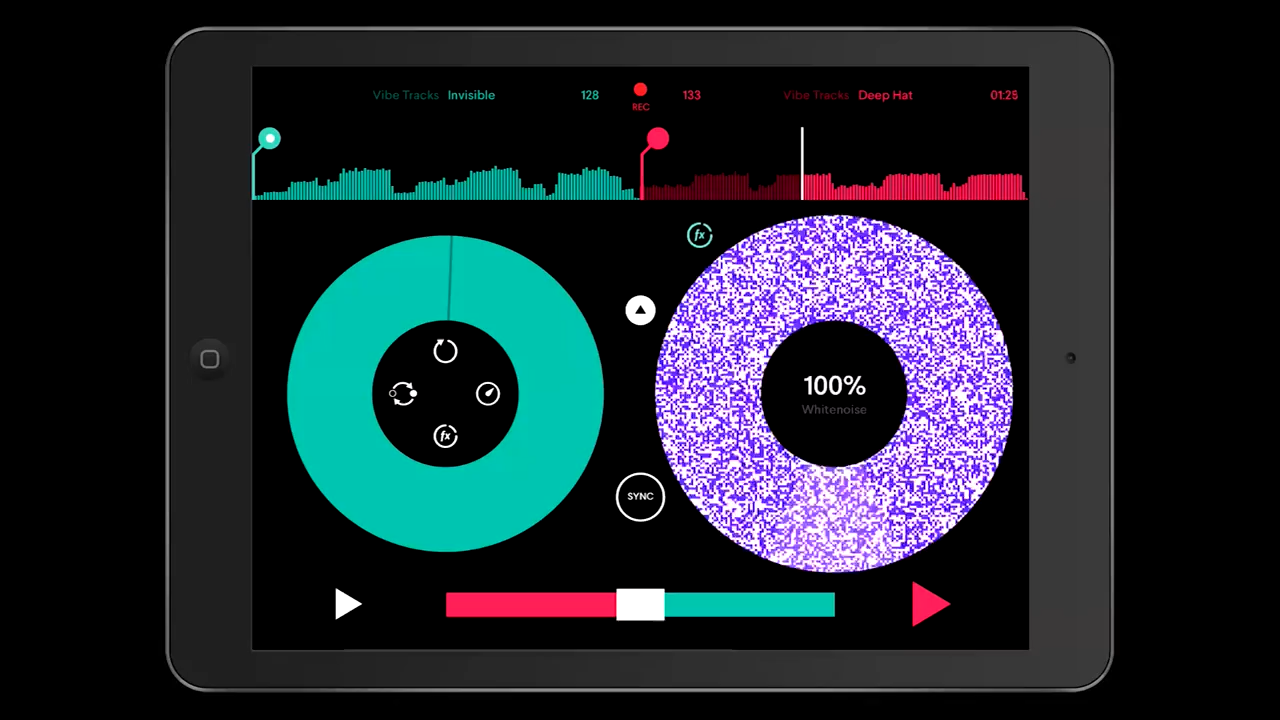 Vibe Tracks Invisible 128
REC
133 Vibe Tracks Deep Hat 01:25
fx
100%
Whitenoise
fx
SYNC